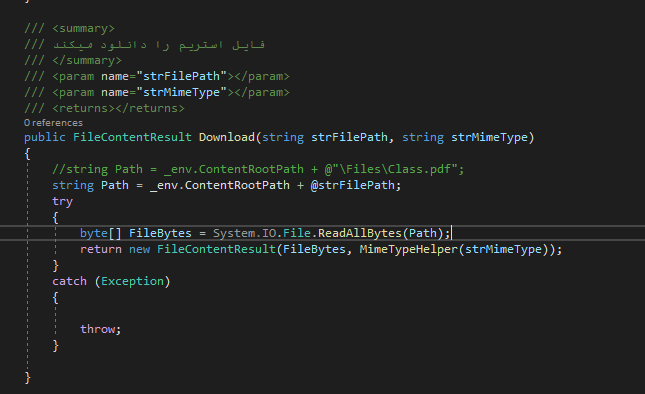 /// <summary>
/// فایل استریم را دانلود میکند
/// </summary>
/// <param name="strFilePath"></param>
/// <param name="strMimeType"></param>
/// <returns></returns>
0 references
public FileContentResult Download(string strFilePath, string strMimeType)
{
//string Path = _env.ContentRootPath + @"\Files\Class.pdf";
string Path = _env.ContentRootPath + @strFilePath;
try
{
byte[] FileBytes = System.IO.File.ReadAllBytes(Path);
return new FileContentResult(FileBytes, MimeTypeHelper(strMimeType));
}
catch (Exception)
{
throw;
}
}